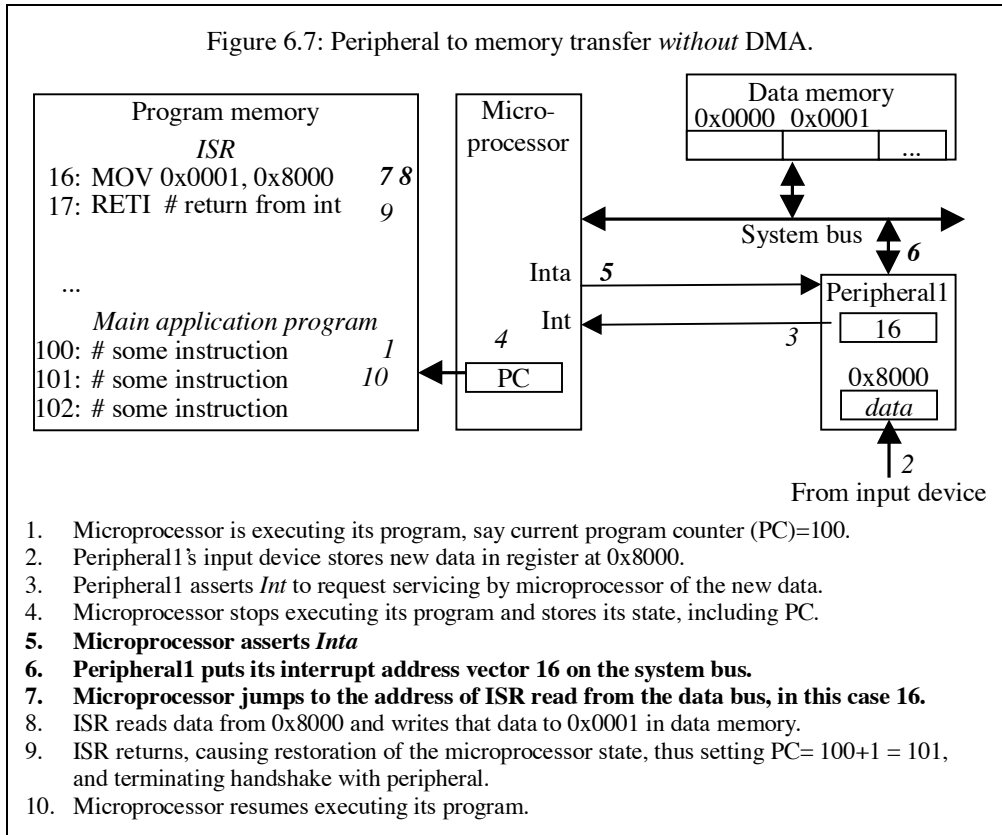 Figure 6.7: Peripheral to memory transfer without DMA.
Program memory
ISR
16: MOV 0x0001, 0x8000 7 8
17: RETI # return from int 9
...
Main application program
100: # some instruction 1
101: # some instruction 10
102: # some instruction
Micro-
processor
Inta
5
Int
3
4
PC
Data memory
0x0000 0x0001
...
System bus
6
Peripheral1
16
0x8000
data
2
From input device
1. Microprocessor is executing its program, say current program counter (PC)=100.
2. Peripheral1’s input device stores new data in register at 0x8000.
3. Peripheral1 asserts Int to request servicing by microprocessor of the new data.
4. Microprocessor stops executing its program and stores its state, including PC.
5. Microprocessor asserts Inta
6. Peripheral1 puts its interrupt address vector 16 on the system bus.
7. Microprocessor jumps to the address of ISR read from the data bus, in this case 16.
8. ISR reads data from 0x8000 and writes that data to 0x0001 in data memory.
9. ISR returns, causing restoration of the microprocessor state, thus setting PC= 100+1 = 101,
and terminating handshake with peripheral.
10. Microprocessor resumes executing its program.